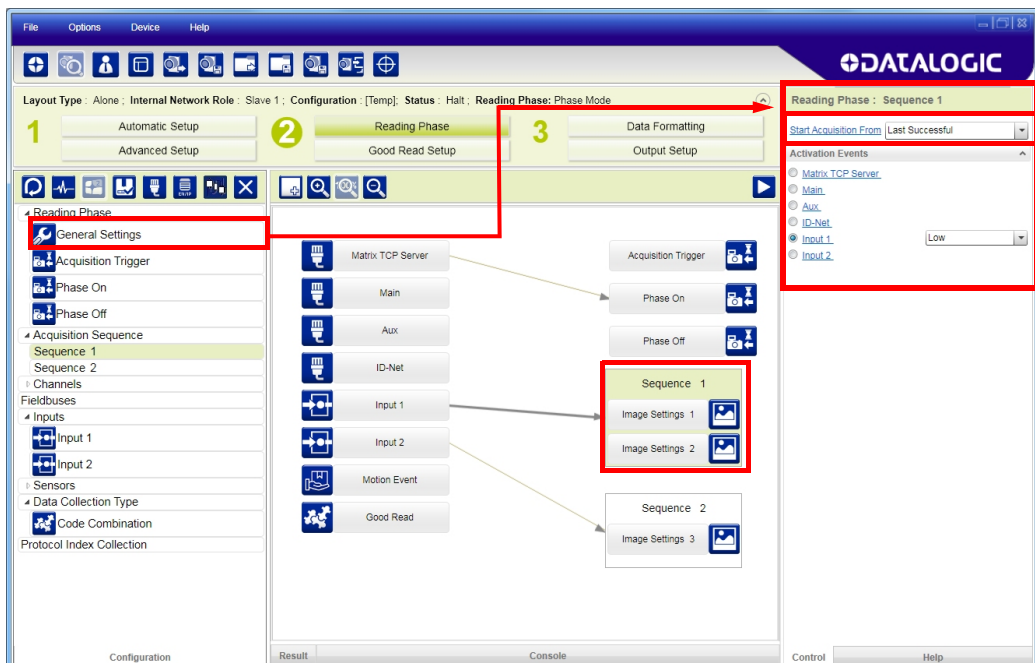 File Options Device Help
DATALOGIC
Layout Type : Alone ; Internal Network Role : Slave 1 ; Configuration : [Temp]; Status : Halt ; Reading Phase: Phase Mode
1 Automatic Setup
Advanced Setup
2 Reading Phase
Good Read Setup
3 Data Formatting
Output Setup
Reading Phase
General Settings
Acquisition Trigger
Phase On
Phase Off
Acquisition Sequence
Sequence 1
Sequence 2
Channels
Fieldbuses
Inputs
Input 1
Input 2
Sensors
Data Collection Type
Code Combination
Protocol Index Collection
Configuration
Matrix TCP Server
Main
Aux
ID-Net
Input 1
Input 2
Motion Event
Good Read
Acquisition Trigger
Phase On
Phase Off
Sequence 1
Image Settings 1
Image Settings 2
Sequence 2
Image Settings 3
Result
Console
Reading Phase : Sequence 1
Start Acquisition From Last Successful
Activation Events
Matrix TCP Server
Main
Aux
ID-Net
Input 1 Low
Input 2
Control
Help